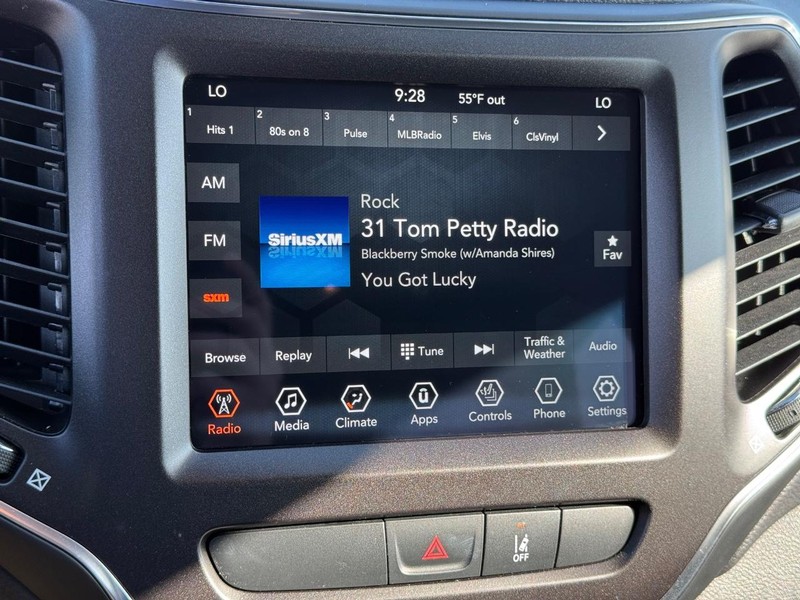 LO 9:28 55°F out LO
1 Hits 1 2 80s on 8 3 Pulse 4 MLBRadio 5 Elvis 6 ClsVinyl
AM
FM
sxm
SiriusXM
Rock
31 Tom Petty Radio
Blackberry Smoke (w/Amanda Shires)
You Got Lucky
Fav
Browse Replay Tune Traffic &
Weather Audio
Radio Media Climate Apps Controls Phone Settings
OFF